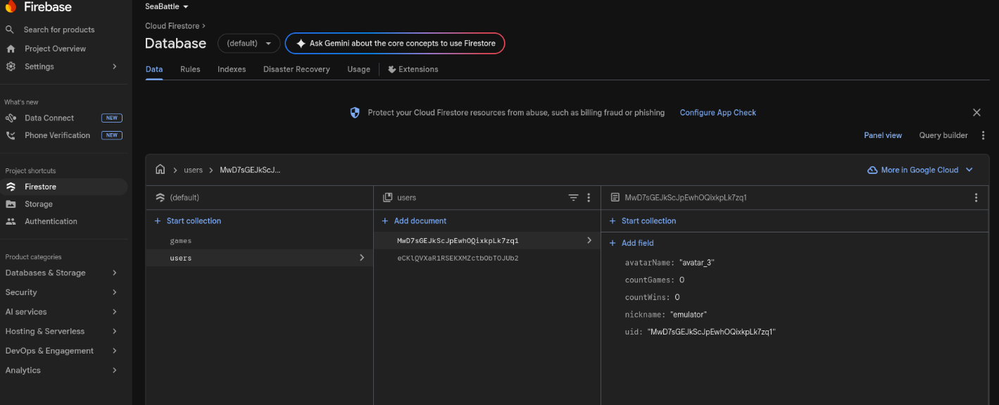 Firebase
Search for products
Project Overview
Settings
What's new
Data Connect NEW
Phone Verification NEW
Project shortcuts
Firestore
Storage
Authentication
Product categories
Databases & Storage
Security
AI services
Hosting & Serverless
DevOps & Engagement
Analytics
SeaBattle
Cloud Firestore
Database (default) Ask Gemini about the core concepts to use Firestore
Data Rules Indexes Disaster Recovery Usage Extensions
Protect your Cloud Firestore resources from abuse, such as billing fraud or phishing Configure App Check
Panel view Query builder
users MwD7sGEJkScJ... More in Google Cloud
(default)
Start collection
games
users
users
Add document
MwD7sGEJkScJpEwhOQixkpLk7zq1
eCKlQVXaR1RSEKXMZctbObTOJUb2
MwD7sGEJkScJpEwhOQixkpLk7zq1
Start collection
Add field
avatarName: "avatar_3"
countGames: 0
countWins: 0
nickname: "emulator"
uid: "MwD7sGEJkScJpEwhOQixkpLk7zq1"